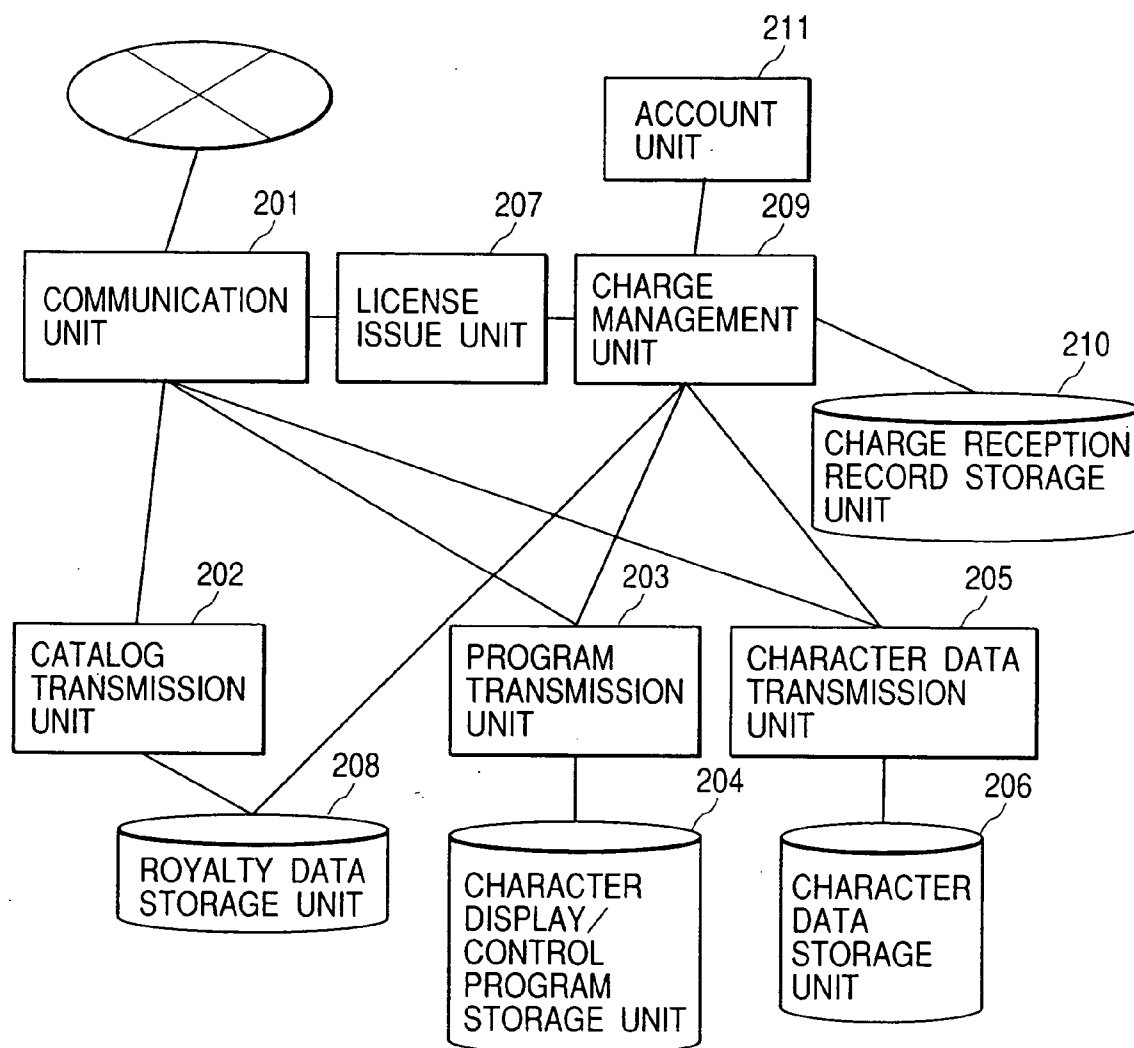 211
ACCOUNT
UNIT
201
COMMUNICATION
UNIT
207
LICENSE
ISSUE UNIT
209
CHARGE
MANAGEMENT
UNIT
210
CHARGE RECEPTION
RECORD STORAGE
UNIT
202
CATALOG
TRANSMISSION
UNIT
203
PROGRAM
TRANSMISSION
UNIT
205
CHARACTER DATA
TRANSMISSION
UNIT
208
ROYALTY DATA
STORAGE UNIT
204
CHARACTER
DISPLAY/
CONTROL
PROGRAM
STORAGE UNIT
206
CHARACTER
DATA
STORAGE
UNIT